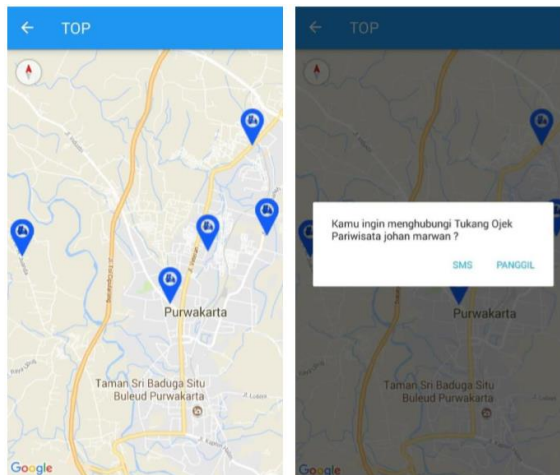 TOP
Purwakarta
Taman Sri Baduga Situ
Buleud Purwakarta
Google
TOP
Kamu ingin menghubungi Tukang Ojek
Pariwisata johan marwan ?
SMS PANGGIL
Purwakarta
Taman Sri Baduga Situ
Buleud Purwakarta
Google